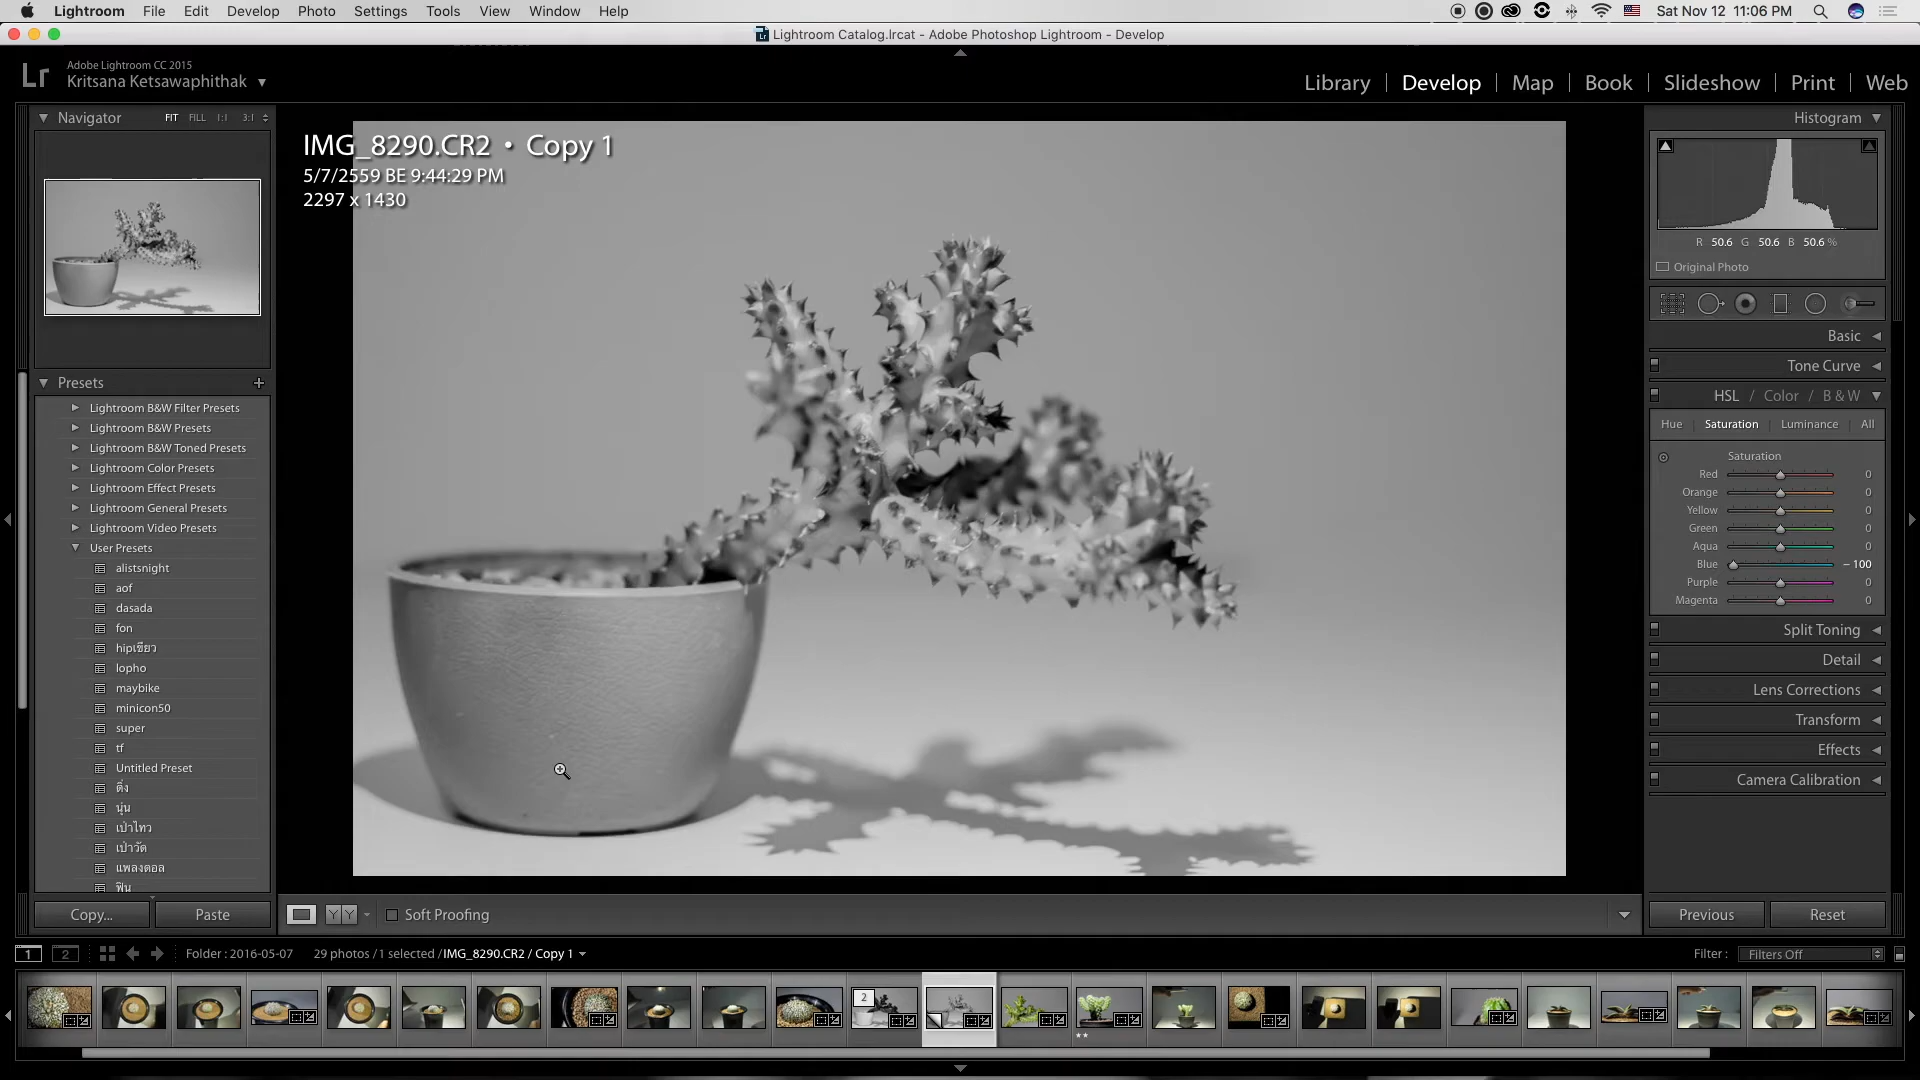 Lightroom File Edit Develop Photo Settings Tools View Window Help
Sat Nov 12 11:06 PM
Lightroom Catalog.lrcat - Adobe Photoshop Lightroom - Develop
Lr
Adobe Lightroom CC 2015
Kritsana Ketsawaphithak
Library | Develop | Map | Book | Slideshow | Print | Web
Navigator FIT FILL 1:1 3:1
IMG_8290.CR2 • Copy 1
5/7/2559 BE 9:44:29 PM
2297 x 1430
Presets +
Lightroom B&W Filter Presets
Lightroom B&W Presets
Lightroom B&W Toned Presets
Lightroom Color Presets
Lightroom Effect Presets
Lightroom General Presets
Lightroom Video Presets
User Presets
alistsnight
aof
dasada
fon
hipเขียว
lopho
maybike
minicon50
super
tf
Untitled Preset
ติ่ง
นุ่น
เป่าไทว
เป่าวัด
แพลงตอล
ฟิน
Copy... Paste
Histogram
R 50.6 G 50.6 B 50.6 %
Original Photo
Basic
Tone Curve
HSL / Color / B & W
Hue Saturation Luminance All
Saturation
Red 0
Orange 0
Yellow 0
Green 0
Aqua 0
Blue - 100
Purple 0
Magenta 0
Split Toning
Detail
Lens Corrections
Transform
Effects
Camera Calibration
Previous Reset
YY Soft Proofing
1 2 Folder : 2016-05-07 29 photos / 1 selected / IMG_8290.CR2 / Copy 1
Filter : Filters Off
2